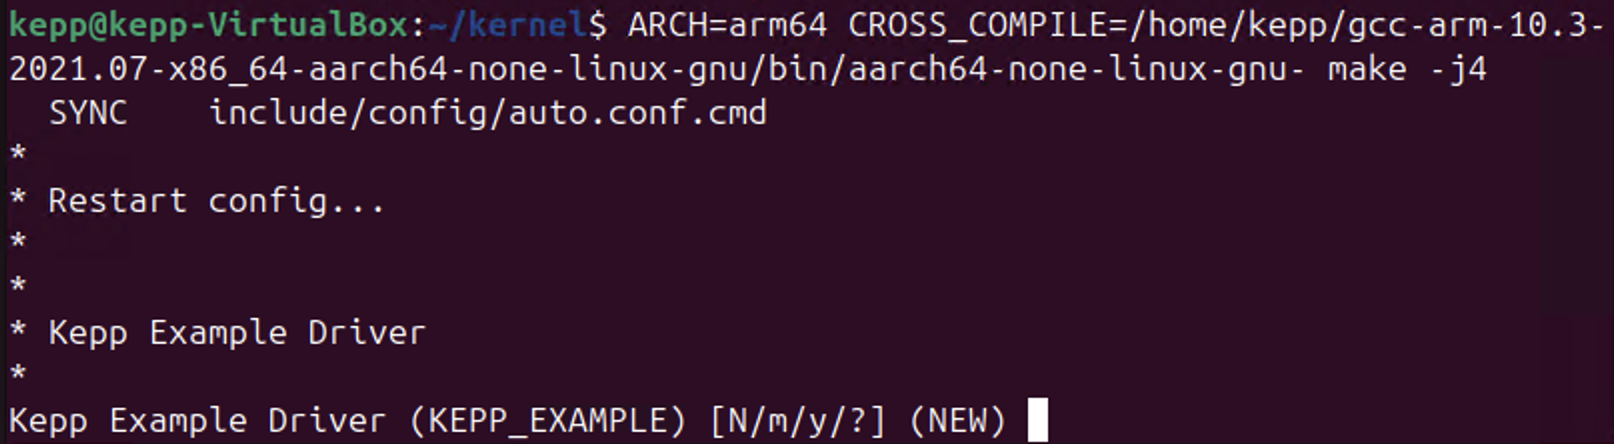 kepp@kepp-VirtualBox:~/kernel$ ARCH=arm64 CROSS_COMPILE=/home/kepp/gcc-arm-10.3-
2021.07-x86_64-aarch64-none-linux-gnu/bin/aarch64-none-linux-gnu- make -j4
  SYNC    include/config/auto.conf.cmd
*
* Restart config...
*
*
* Kepp Example Driver
*
Kepp Example Driver (KEPP_EXAMPLE) [N/m/y/?] (NEW)